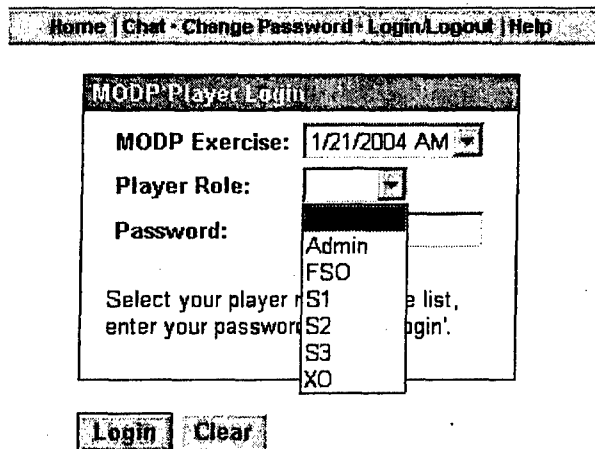 Home | Chat - Change Password - Login/Logout | Help
MODP Player Login
MODP Exercise: 1/21/2004 AM
Player Role:
Password:
Admin
FSO
S1
S2
S3
XO
Select your player r e list,
enter your passwor ogin'.
Login Clear